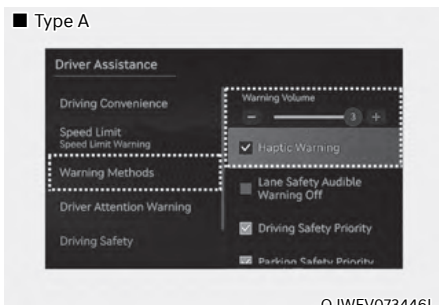 ■ Type A
Driver Assistance
Driving Convenience
Speed Limit
Speed Limit Warning
Warning Methods
Driver Attention Warning
Driving Safety
Warning Volume
− 3 +
Haptic Warning
Lane Safety Audible
Warning Off
Driving Safety Priority
Parking Safety Priority
OJWEV073446L